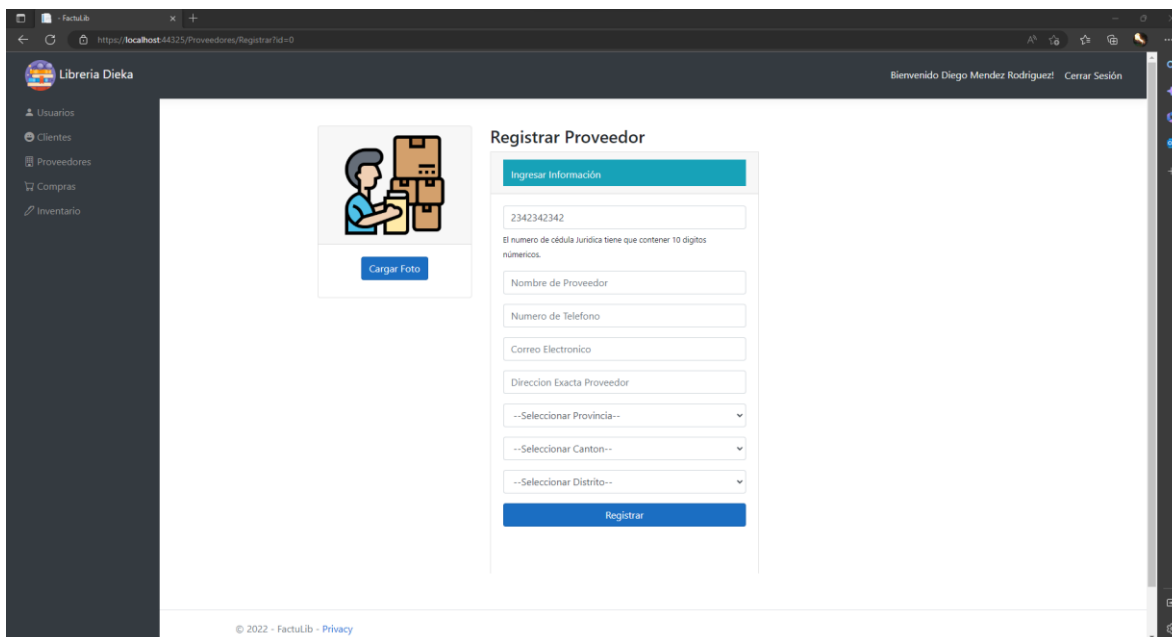 - FactuLib
https://localhost:44325/Proveedores/Registrar?id=0
Libreria Dieka
Bienvenido Diego Mendez Rodriguez! Cerrar Sesión
Usuarios
Clientes
Proveedores
Compras
Inventario
Registrar Proveedor
Ingresar Información
2342342342
El numero de cédula Juridica tiene que contener 10 digitos
númericos.
Cargar Foto
Nombre de Proveedor
Numero de Telefono
Correo Electronico
Direccion Exacta Proveedor
--Seleccionar Provincia--
--Seleccionar Canton--
--Seleccionar Distrito--
Registrar
© 2022 - FactuLib - Privacy